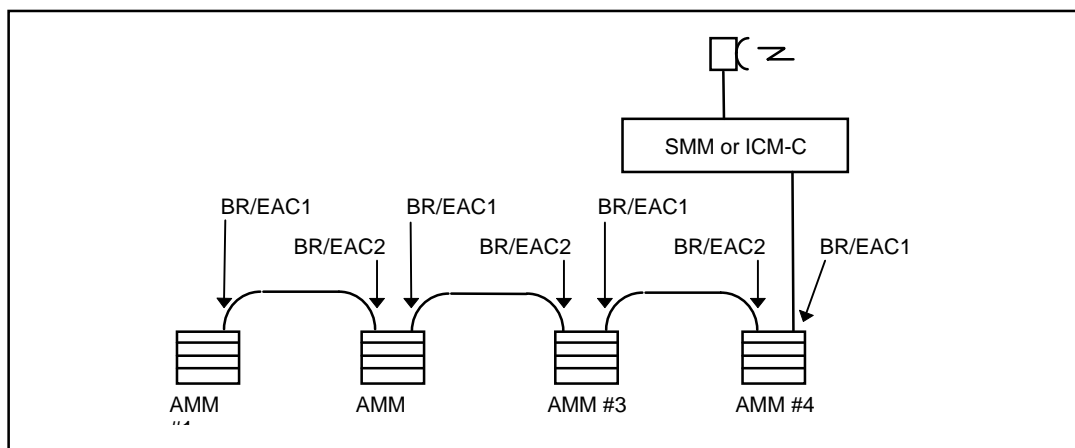 SMM or ICM-C
BR/EAC1 BR/EAC1 BR/EAC1
BR/EAC2 BR/EAC2 BR/EAC2 BR/EAC1
AMM AMM AMM #3 AMM #4